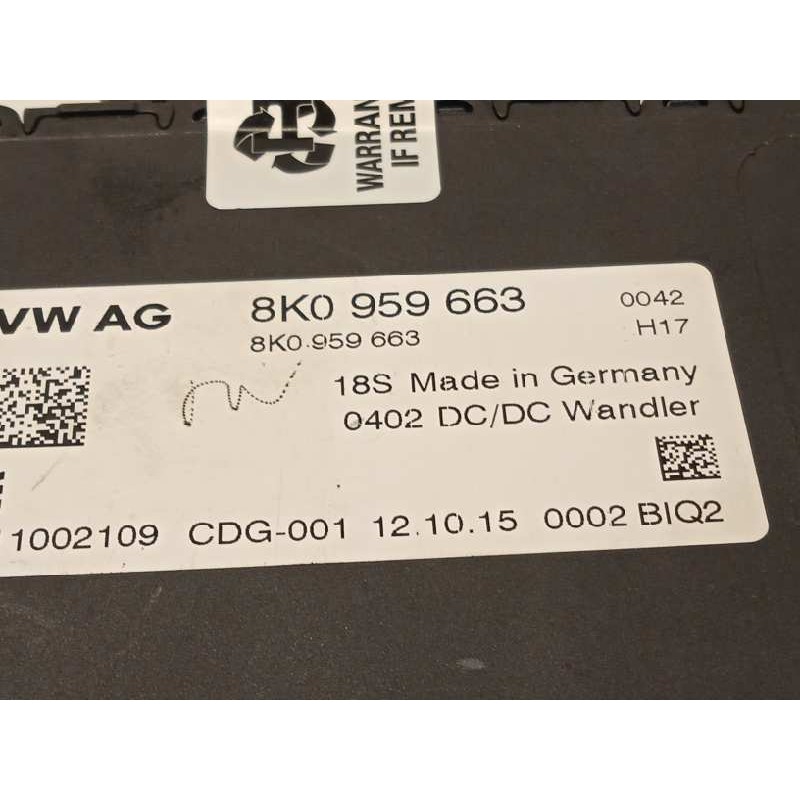 WARRAN
IF REM
VW AG
8K0 959 663
0042
8K0 959 663
H17
18S Made in Germany
0402 DC/DC Wandler
1002109 CDG-001 12.10.15 0002 BIQ2